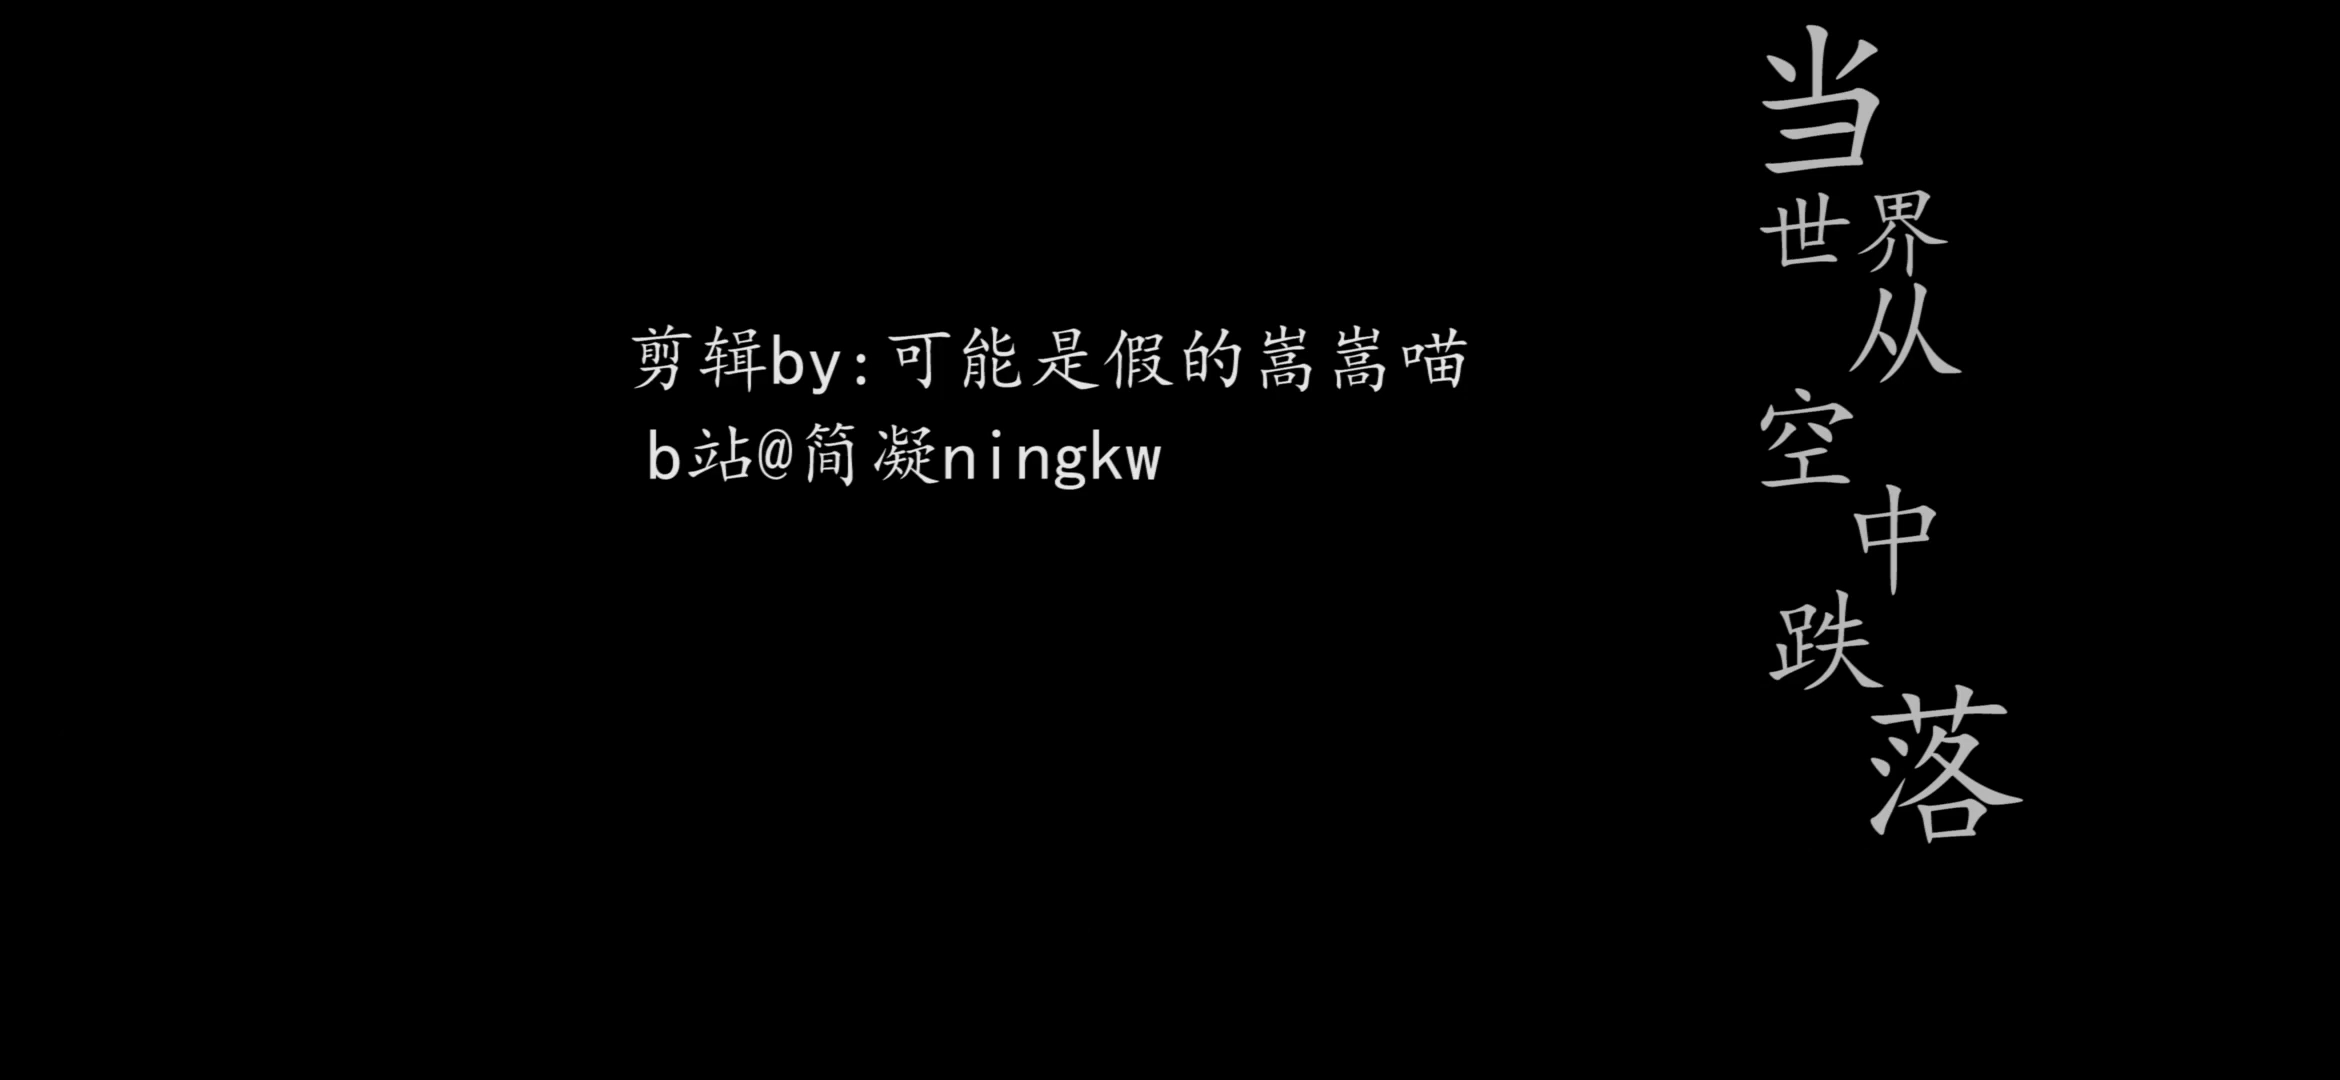 剪辑by:可能是假的嵩嵩喵
b站@简凝ningkw
当
世界
从
空
中
跌
落